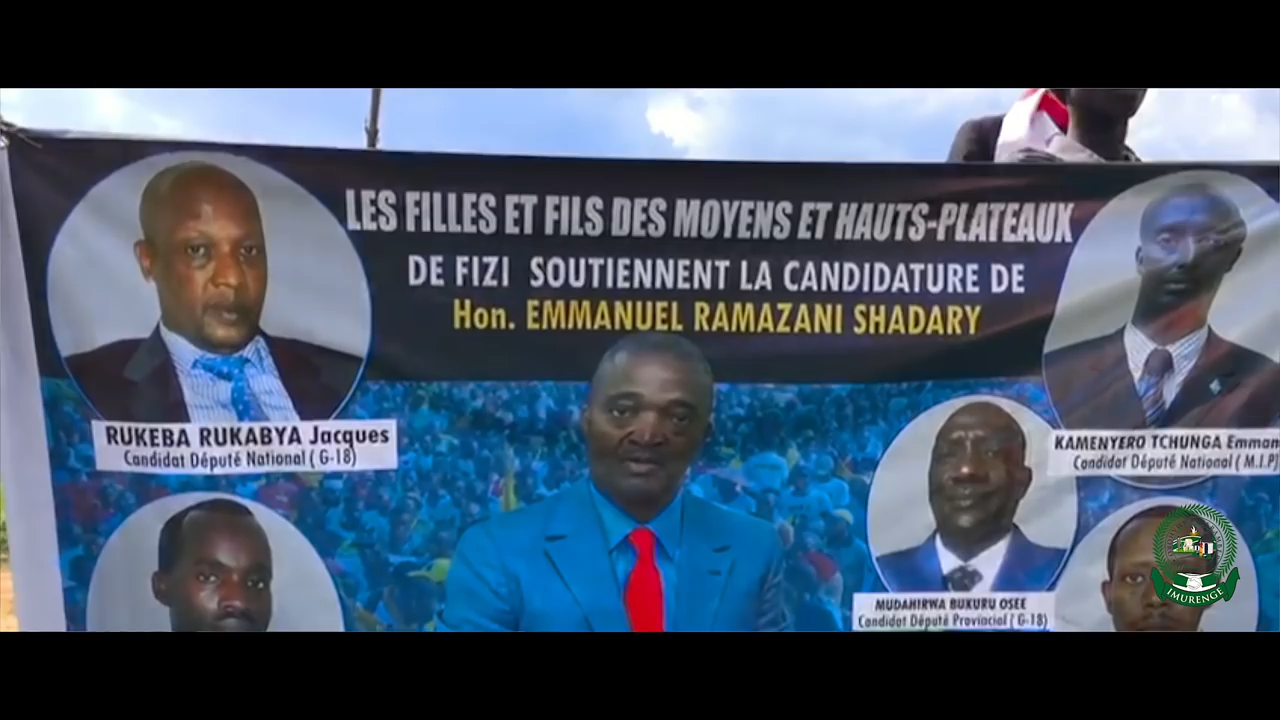 LES FILLES ET FILS DES MOYENS ET HAUTS-PLATEAUX
DE FIZI SOUTIENNENT LA CANDIDATURE DE
Hon. EMMANUEL RAMAZANI SHADARY
RUKEBA RUKABYA Jacques
Candidat Député National ( G-18)
KAMENYERO TCHUNGA Emman
Candidat Député National ( M.I.P)
MUDAHIRWA BUKURU OSEE
Candidat Député Provincial ( G-18)
IMURENGE